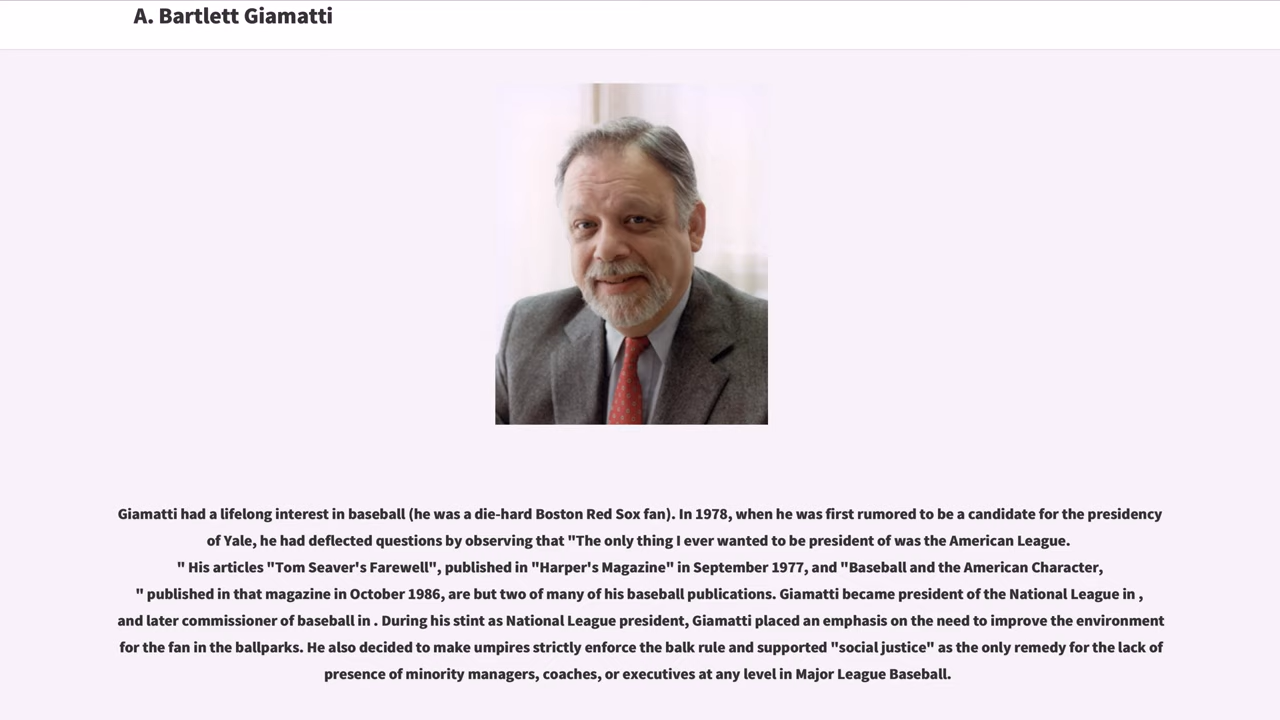 A. Bartlett Giamatti
Giamatti had a lifelong interest in baseball (he was a die-hard Boston Red Sox fan). In 1978, when he was first rumored to be a candidate for the presidency
of Yale, he had deflected questions by observing that "The only thing I ever wanted to be president of was the American League.
" His articles "Tom Seaver's Farewell", published in "Harper's Magazine" in September 1977, and "Baseball and the American Character,
" published in that magazine in October 1986, are but two of many of his baseball publications. Giamatti became president of the National League in ,
and later commissioner of baseball in . During his stint as National League president, Giamatti placed an emphasis on the need to improve the environment
for the fan in the ballparks. He also decided to make umpires strictly enforce the balk rule and supported "social justice" as the only remedy for the lack of
presence of minority managers, coaches, or executives at any level in Major League Baseball.